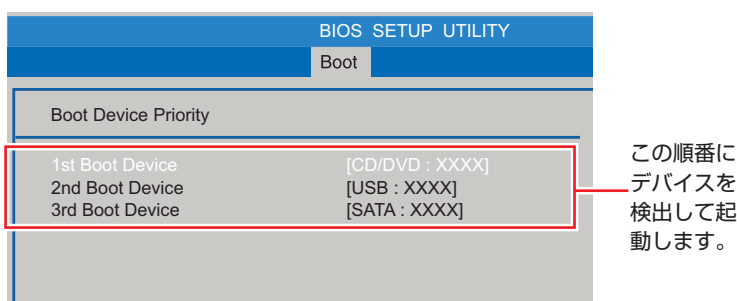 BIOS SETUP UTILITY
Boot
Boot Device Priority
1st Boot Device [CD/DVD : XXXX]
2nd Boot Device [USB : XXXX]
3rd Boot Device [SATA : XXXX]
この順番に
デバイスを
検出して起
動します。